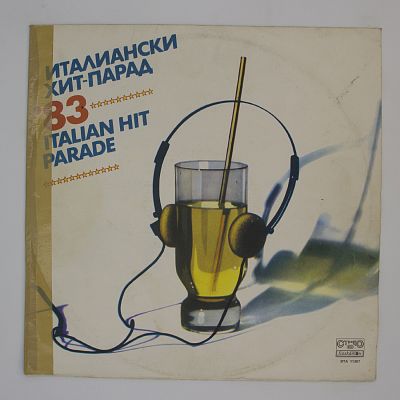 ИТАЛИАНСКИ
ХИТ-ПАРАД
'83
ITALIAN HIT
PARADE
СТЕРЕО